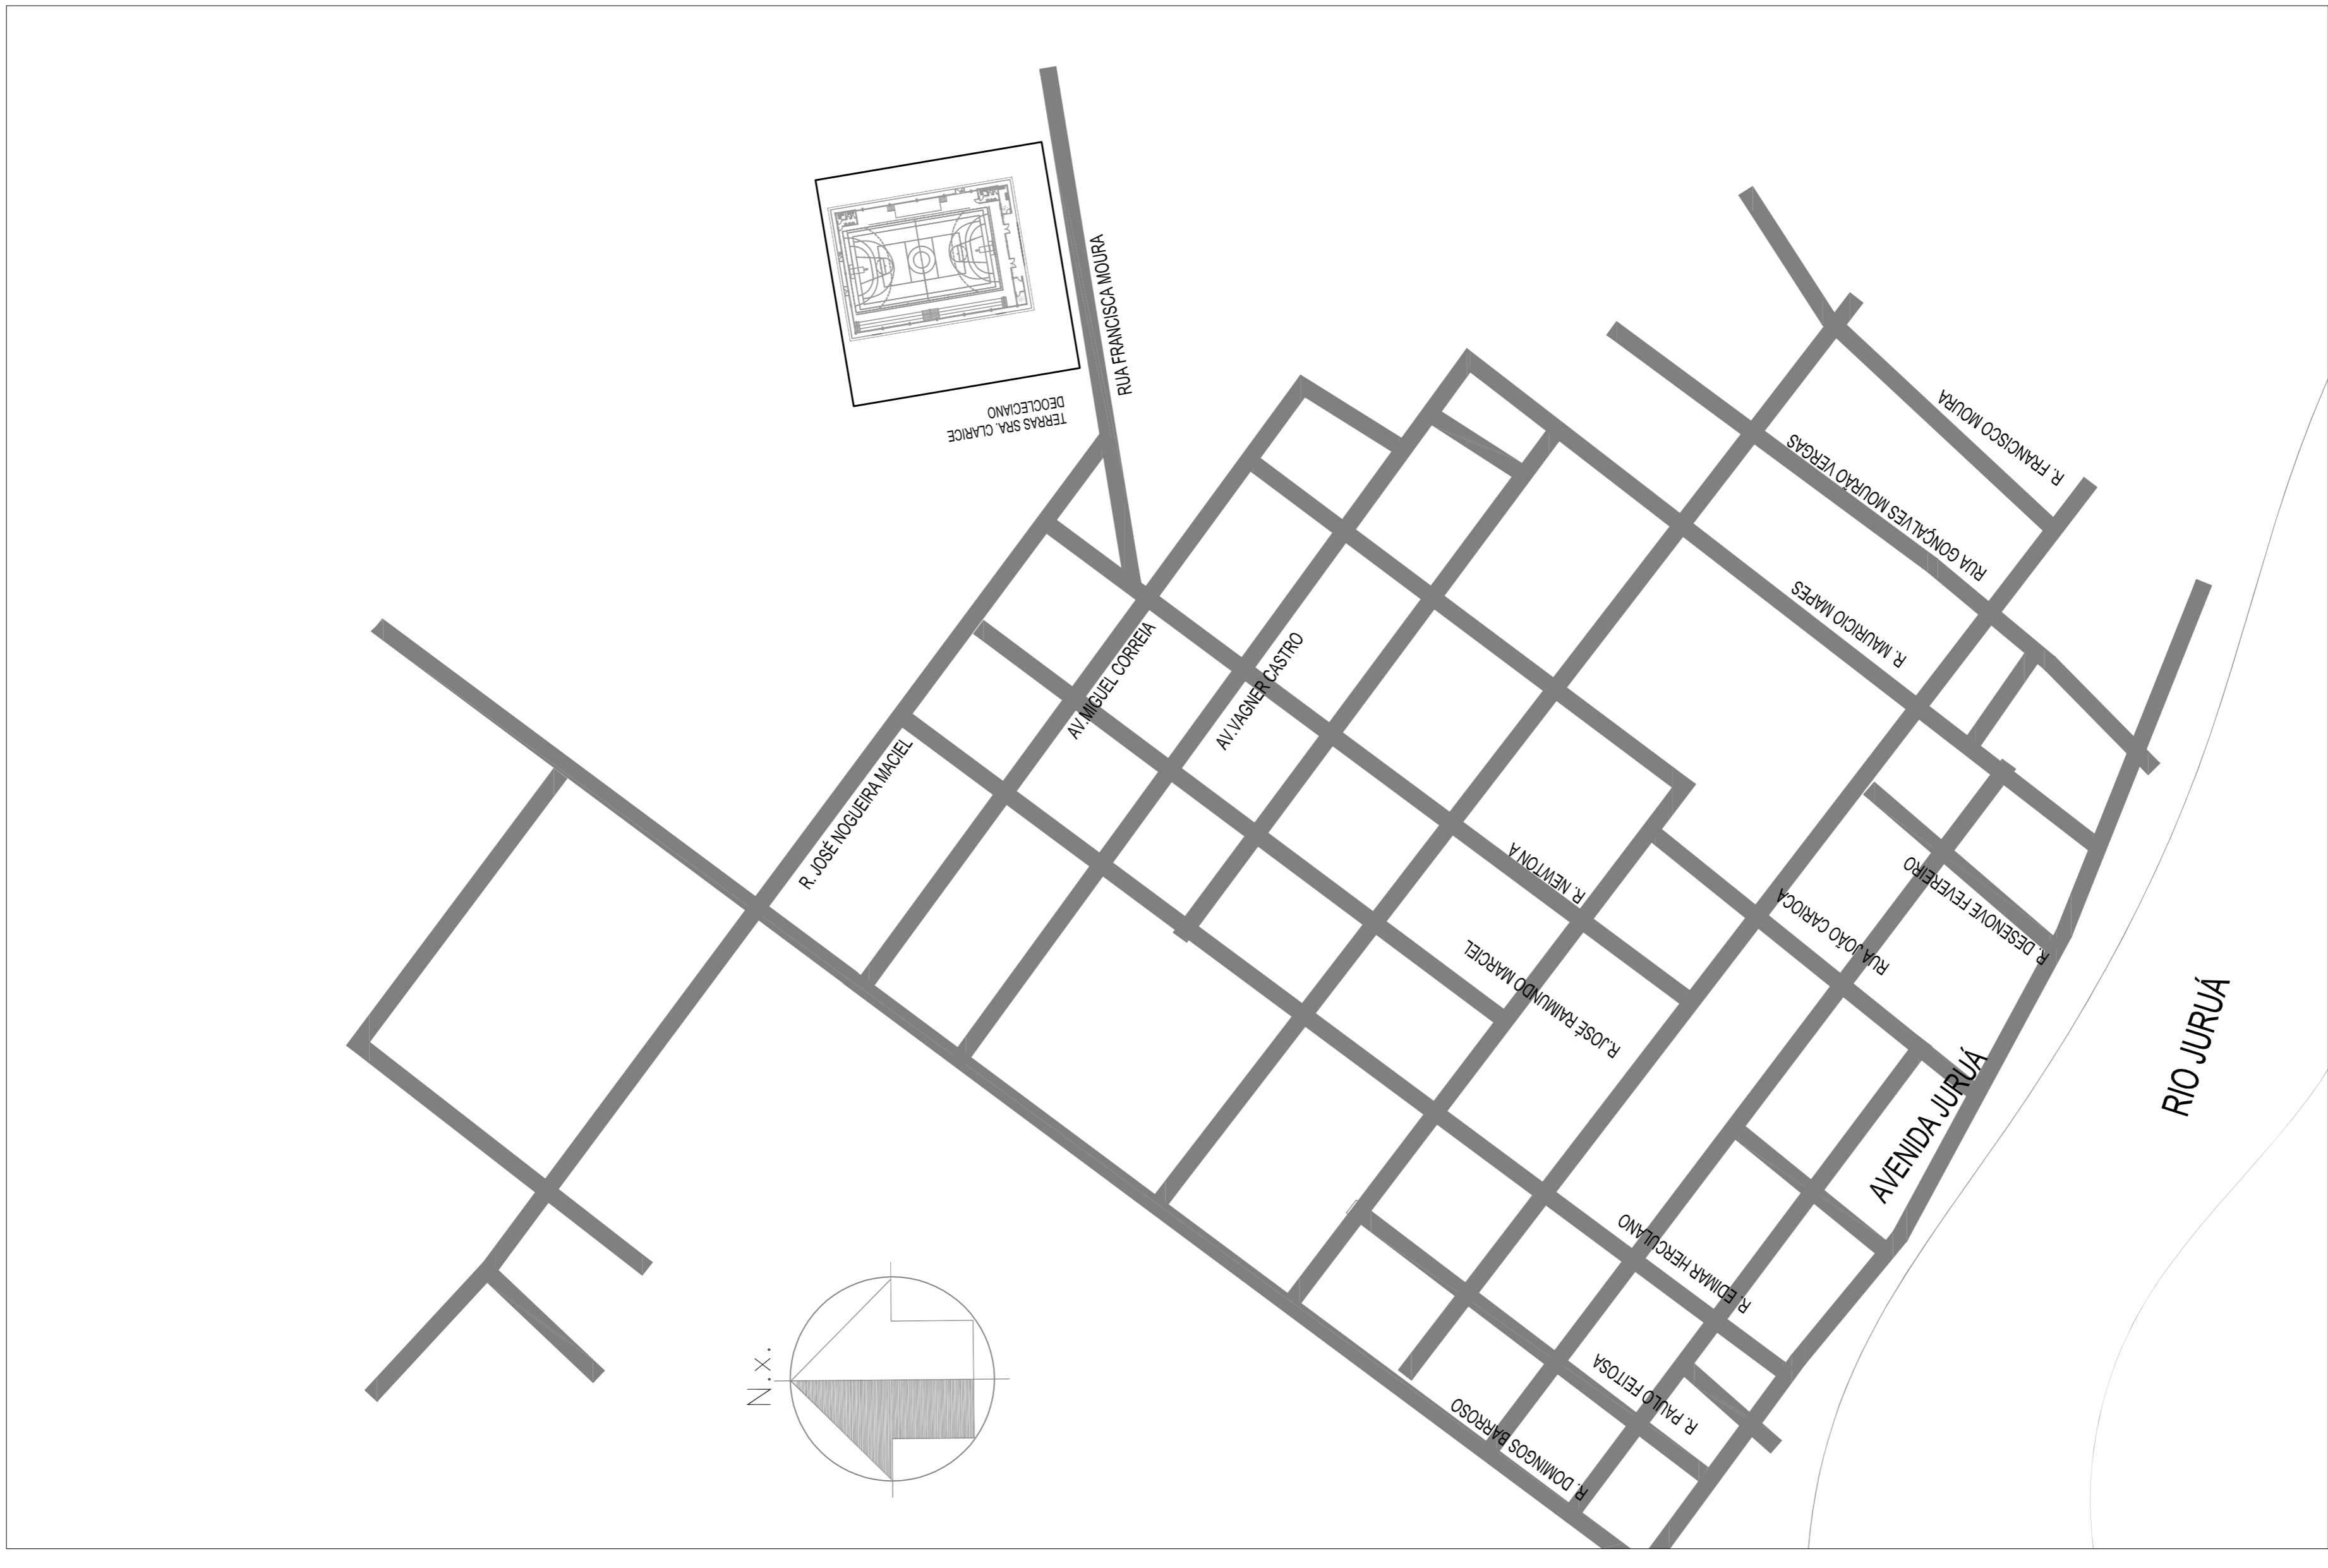 RUA FRANCISCA MOURA
TERRAS SRA. CLARICE
DEOCLECIANO
R. FRANCISCO MOURA
RUA GONÇALVES MOURÃO VERGAS
R. MAURICIO MAPES
AV.MIGUEL CORREIA
AV.VAGNER CASTRO
R. JOSÉ NOGUEIRA MACIEL
R. NEWTON A
R. DESENOVE FEVEREIRO
RUA JOÃO CARIOCA
R.JOSÉ RAIMUNDO MARCIEL
RIO JURUÁ
AVENIDA JURUÁ
R. EDIMAR HERCULANO
R. PAULO FEITOSA
R. DOMINGOS BARROSO
N.x.